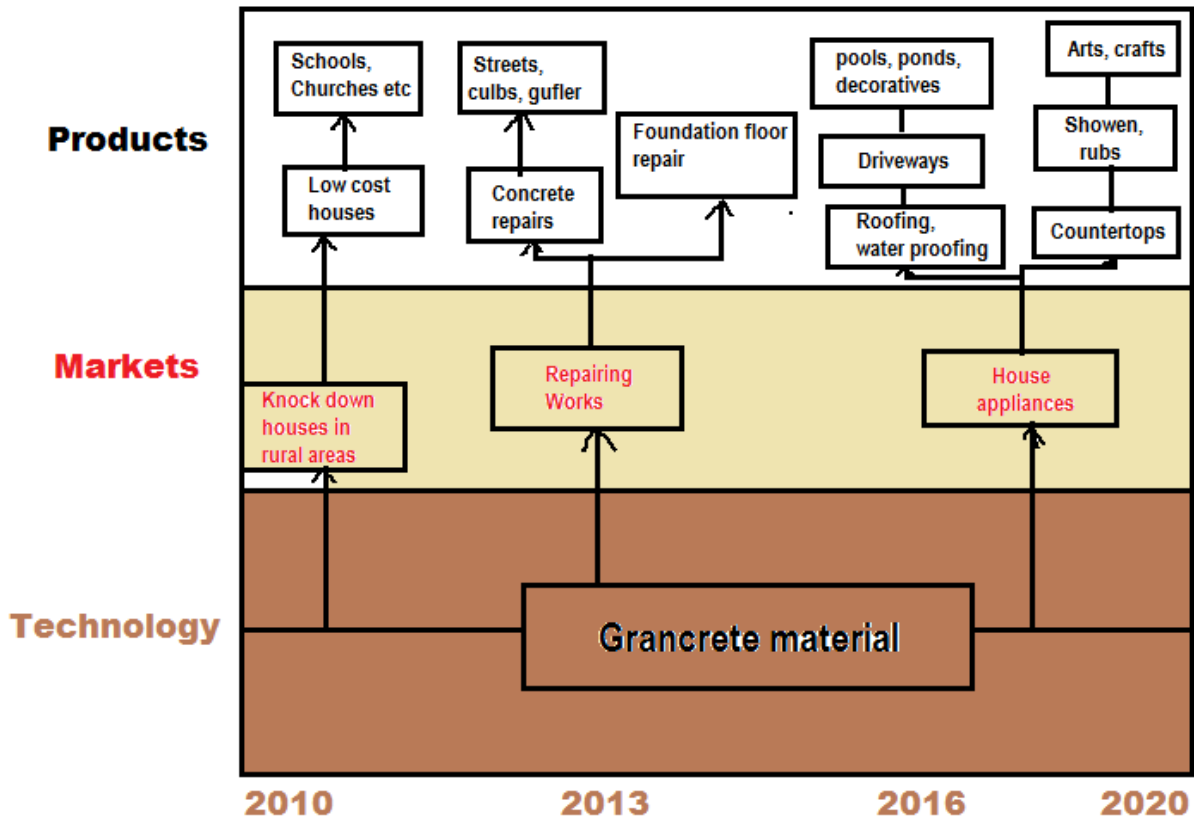 Schools,
Churches etc
Streets,
culbs, gufler
pools, ponds,
decoratives
Arts, crafts
Products
Foundation floor
repair
Showen,
rubs
Driveways
Low cost
houses
Concrete
repairs
Roofing,
water proofing
Countertops
Markets
Knock down
houses in
rural areas
Repairing
Works
House
appliances
Technology
Grancrete material
2010
2013
2016
2020